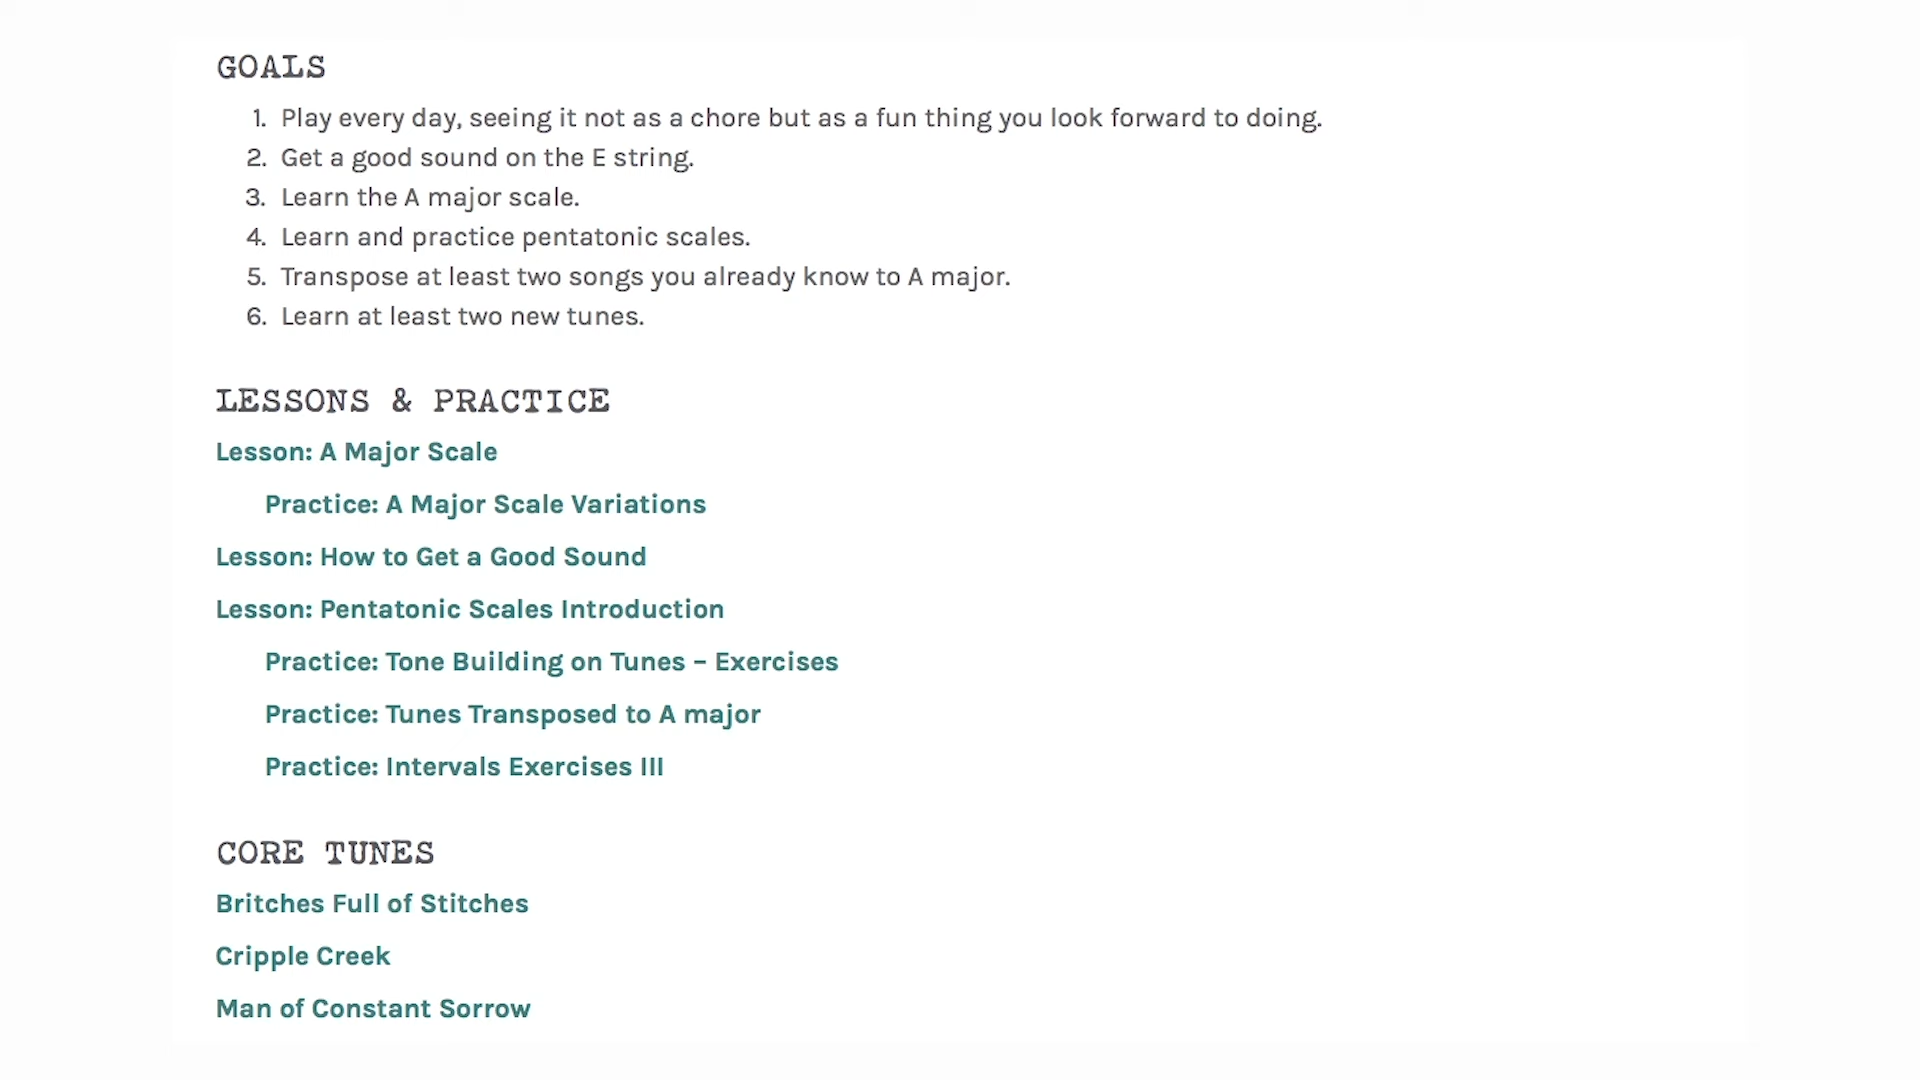 GOALS
1. Play every day, seeing it not as a chore but as a fun thing you look forward to doing.
2. Get a good sound on the E string.
3. Learn the A major scale.
4. Learn and practice pentatonic scales.
5. Transpose at least two songs you already know to A major.
6. Learn at least two new tunes.
LESSONS & PRACTICE
Lesson: A Major Scale
Practice: A Major Scale Variations
Lesson: How to Get a Good Sound
Lesson: Pentatonic Scales Introduction
Practice: Tone Building on Tunes – Exercises
Practice: Tunes Transposed to A major
Practice: Intervals Exercises III
CORE TUNES
Britches Full of Stitches
Cripple Creek
Man of Constant Sorrow